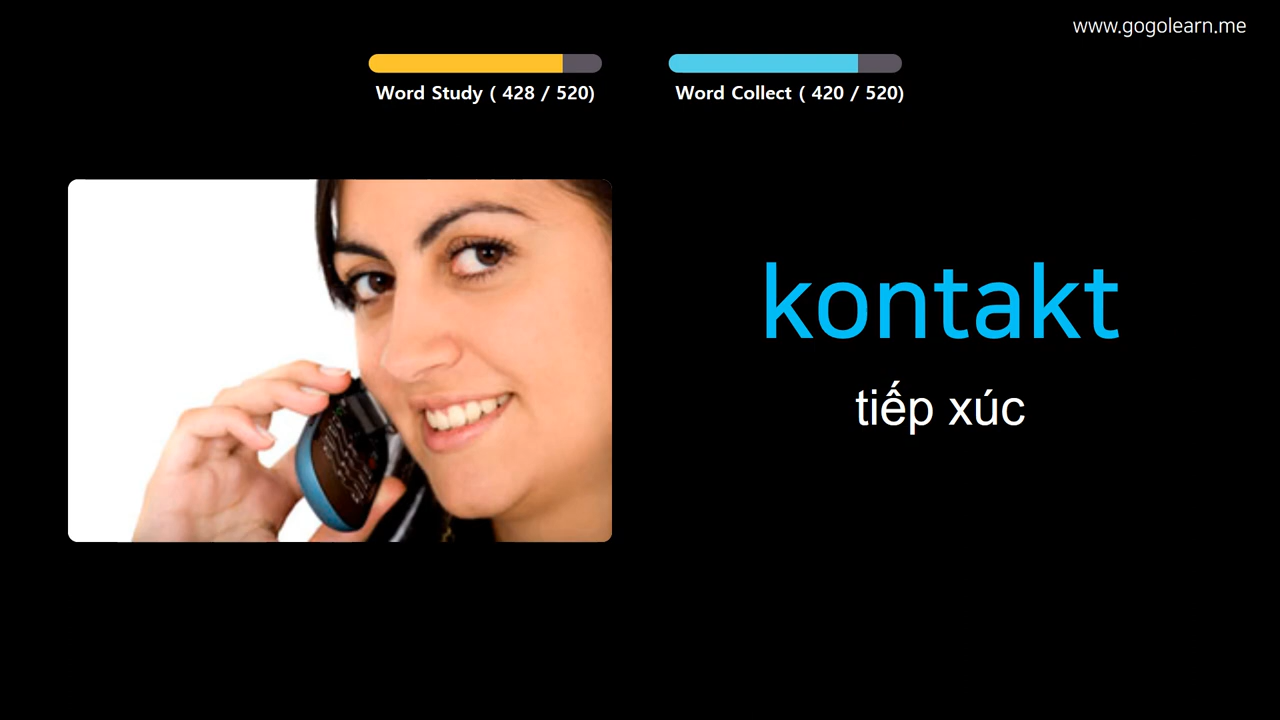 www.gogolearn.me
Word Study ( 428 / 520)
Word Collect ( 420 / 520)
kontakt
tiếp xúc